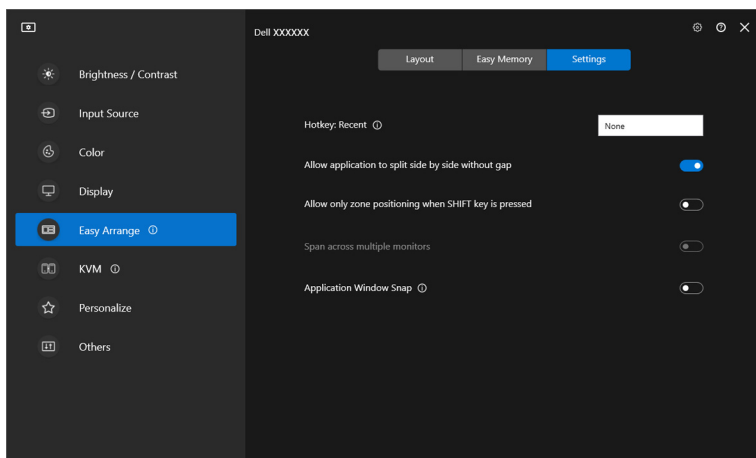 Dell XXXXXX
Brightness / Contrast
Input Source
Color
Display
Easy Arrange
KVM
Personalize
Others
Layout
Easy Memory
Settings
Hotkey: Recent
None
Allow application to split side by side without gap
Allow only zone positioning when SHIFT key is pressed
Span across multiple monitors
Application Window Snap